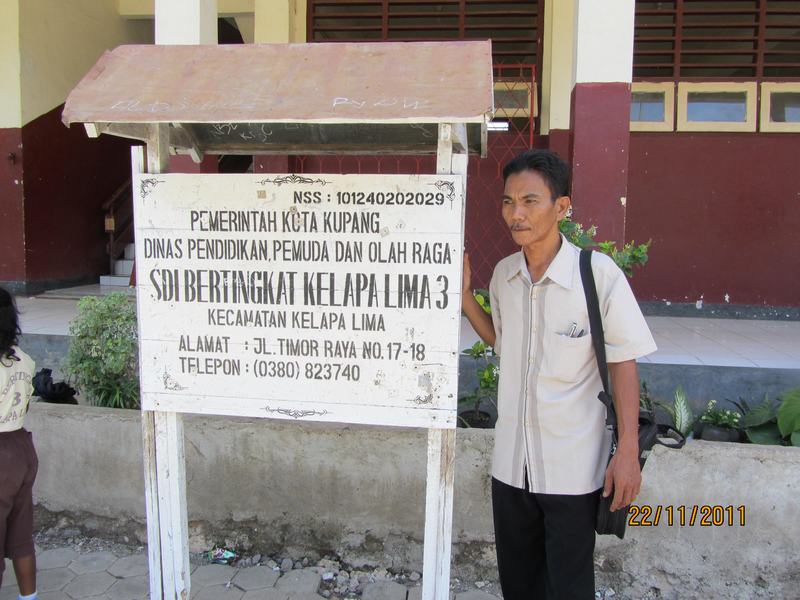 NSS : 101240202029
PEMERINTAH KOTA KUPANG
DINAS PENDIDIKAN, PEMUDA DAN OLAH RAGA
SDI BERTINGKAT KELAPA LIMA 3
KECAMATAN KELAPA LIMA
ALAMAT : JL. TIMOR RAYA NO. 17-18
TELEPON : (0380) 823740
22/11/2011